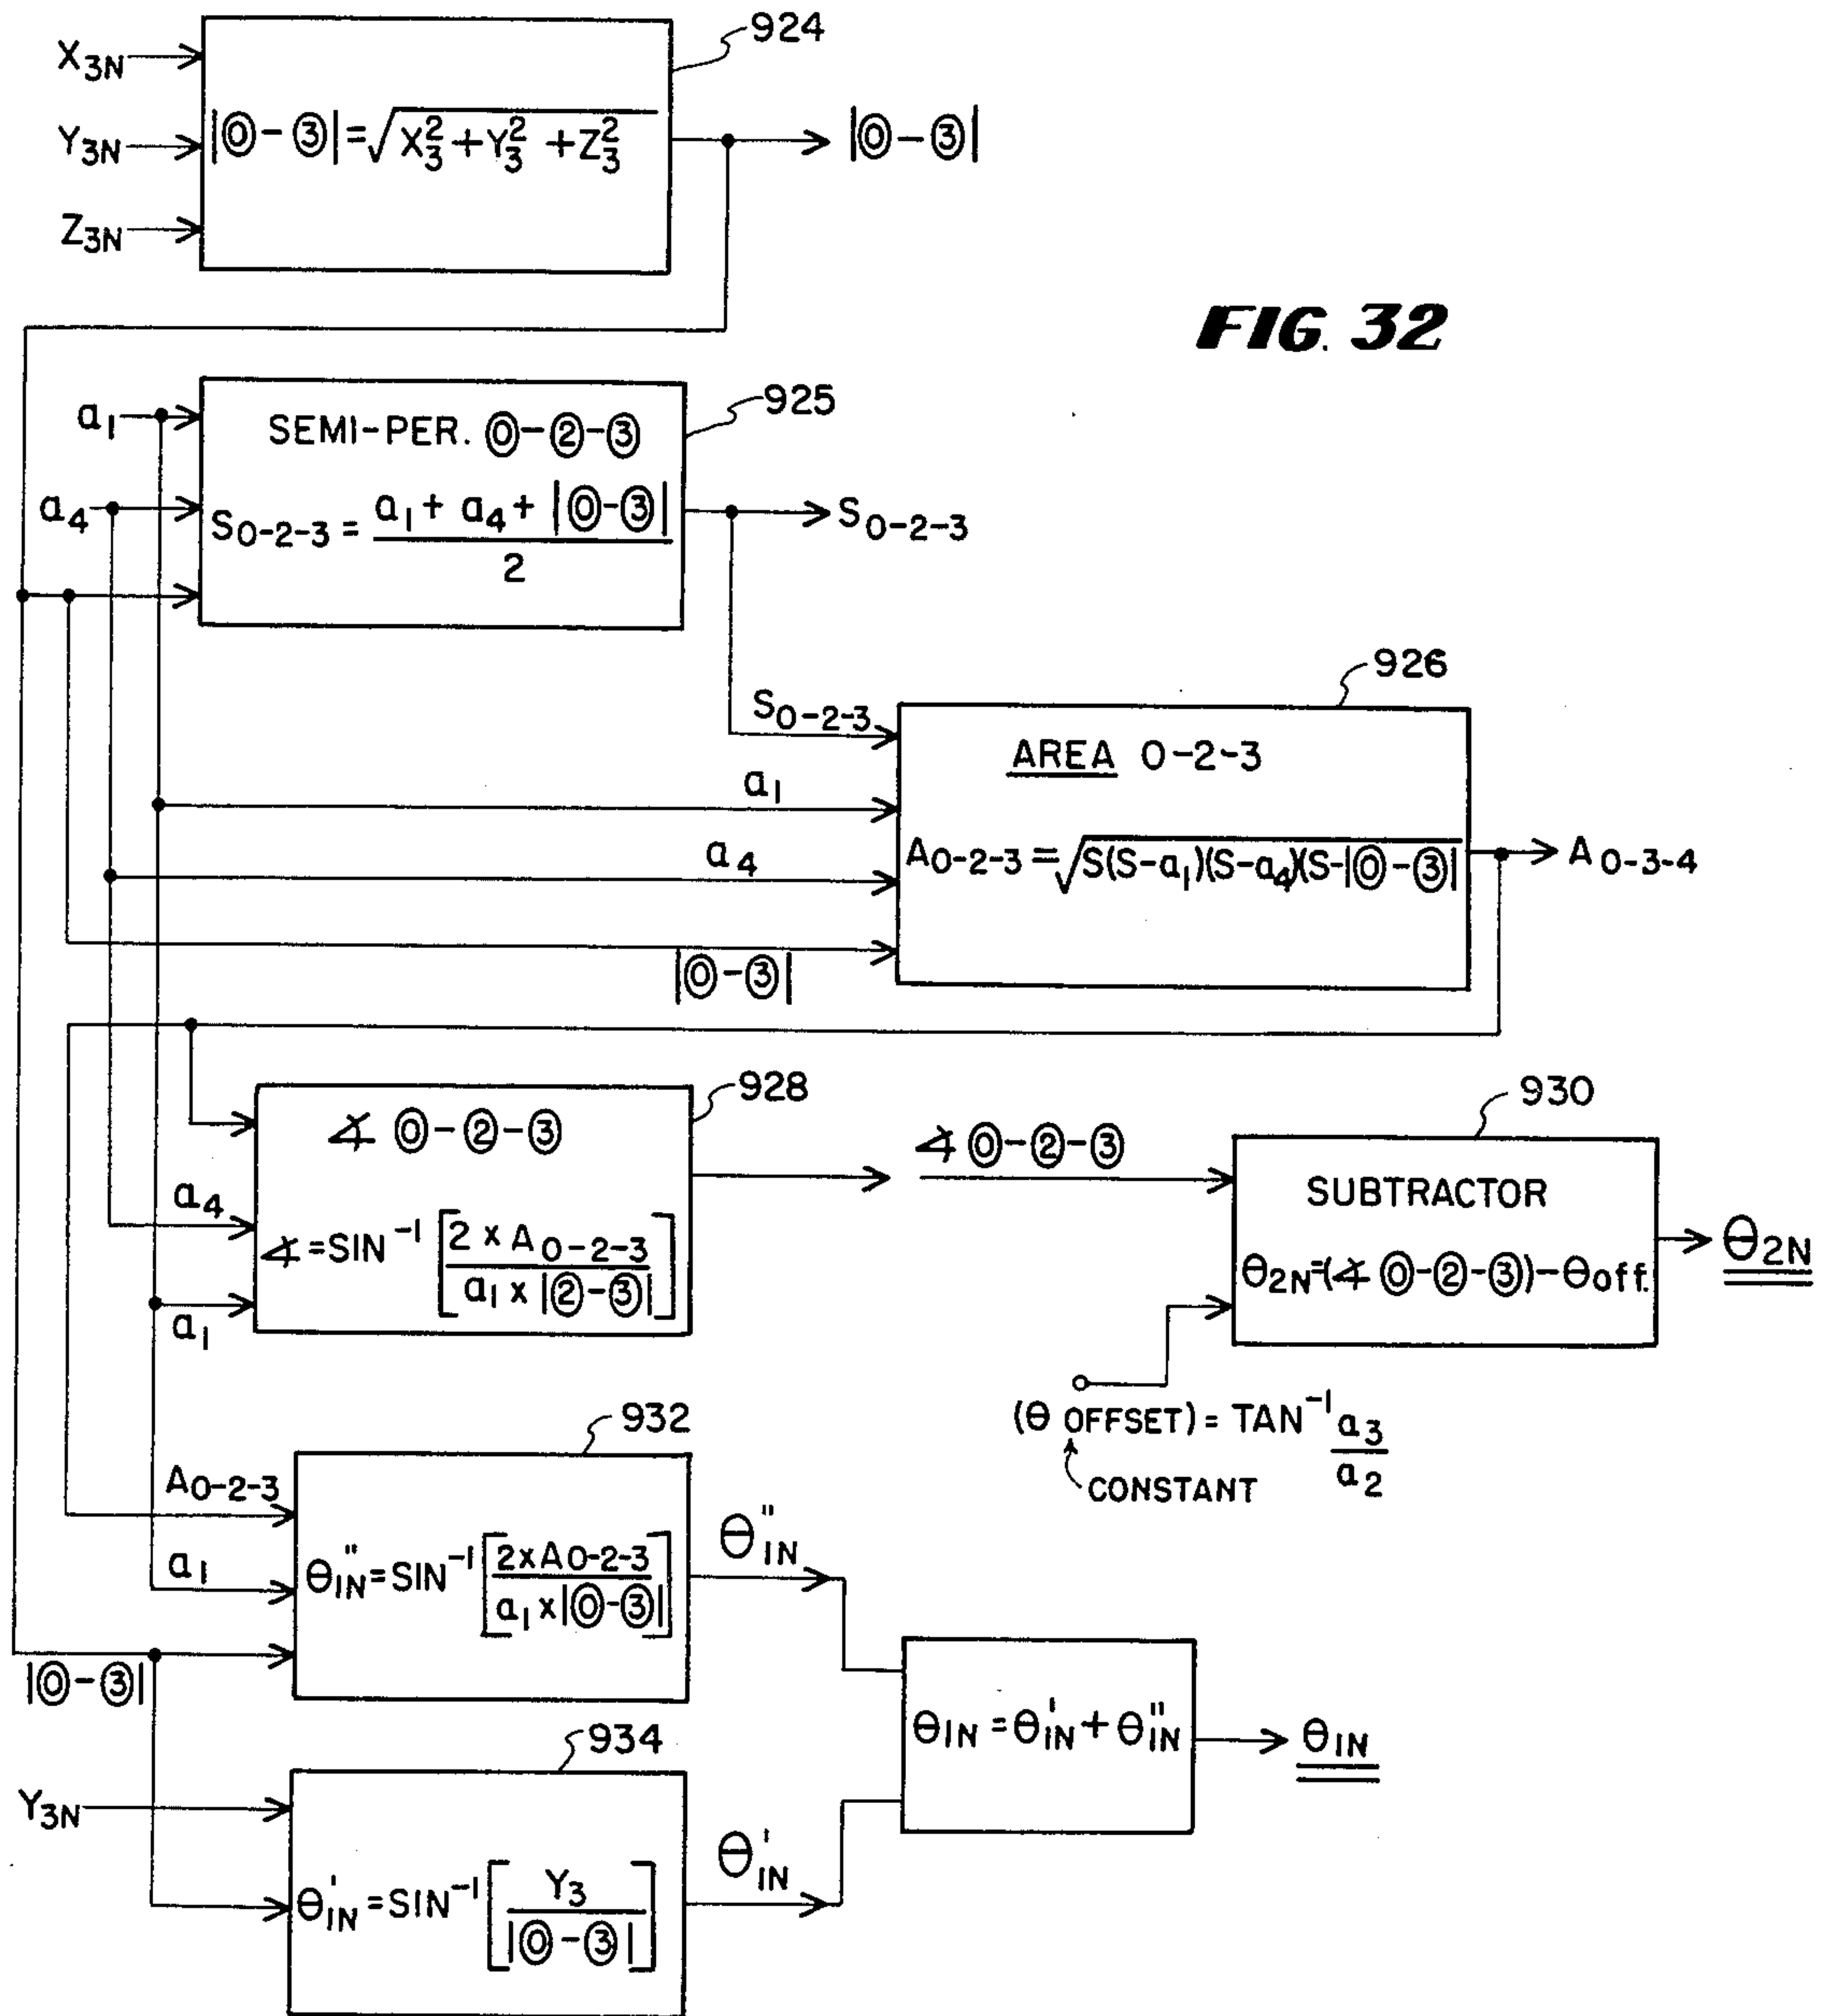 924
X3N
Y3N
Z3N
|⓪-③| = √X3² + Y3² + Z3²
|⓪-③|
FIG. 32
925
a1
a4
SEMI-PER. ⓪-②-③
S0-2-3 = (a1 + a4 + |⓪-③|) / 2
S0-2-3
926
S0-2-3
a1
a4
|⓪-③|
AREA 0-2-3
A0-2-3 = √S(S-a1)(S-a4)(S-|⓪-③|
A0-3-4
928
a4
a1
∡ ⓪-②-③
∡ = SIN⁻¹ [2 x A0-2-3 / a1 x |②-③|]
∡ ⓪-②-③
930
SUBTRACTOR
θ2N=(∡ ⓪-②-③)-θoff.
θ2N
(θ OFFSET) = TAN⁻¹ a3/a2
CONSTANT
932
A0-2-3
a1
|⓪-③|
θ"IN = SIN⁻¹ [2xA0-2-3 / a1 x |⓪-③|]
θ"IN
934
Y3N
θ'IN = SIN⁻¹ [Y3 / |⓪-③|]
θ'IN
θIN = θ'IN + θ"IN
θIN